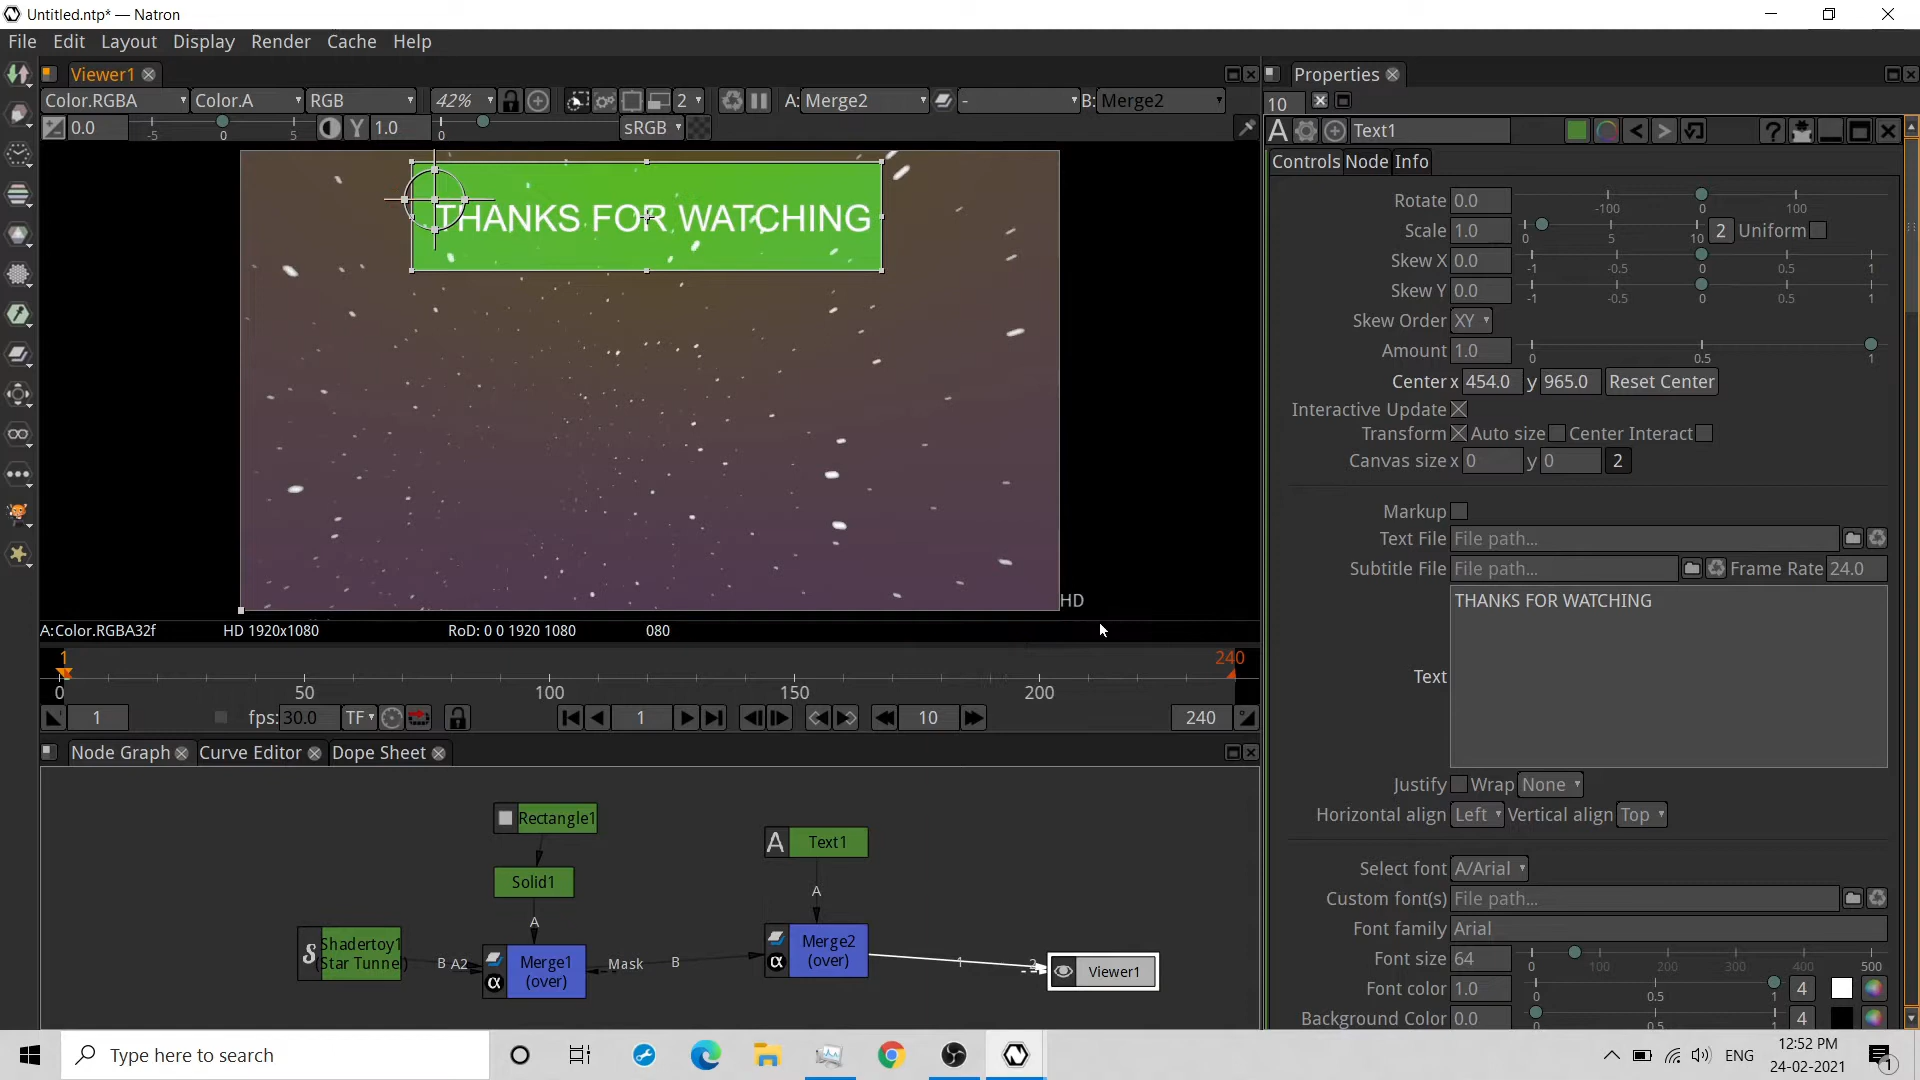 Untitled.ntp* — Natron
File Edit Layout Display Render Cache Help
Viewer1
Color.RGBA Color.A RGB 42% 2 A: Merge2 - B: Merge2
0.0 -5 0 5 Y 1.0 0 sRGB
THANKS FOR WATCHING
HD
A:Color.RGBA32f HD 1920x1080 RoD: 0 0 1920 1080 080
1 240
0 50 100 150 200
1 fps: 30.0 TF 1 10 240
Node Graph Curve Editor Dope Sheet
Rectangle1
A Text1
Solid1
A
A
Shadertoy1
(Star Tunnel)
B A2
Merge1
(over)
α
Mask B
Merge2
(over)
α
1 2
Viewer1
Properties
10
A Text1 < > ?
Controls Node Info
Rotate 0.0 -100 0 100
Scale 1.0 0 5 10 2 Uniform
Skew X 0.0 -1 -0.5 0 0.5 1
Skew Y 0.0 -1 -0.5 0 0.5 1
Skew Order XY
Amount 1.0 0 0.5 1
Center x 454.0 y 965.0 Reset Center
Interactive Update
Transform Auto size Center Interact
Canvas size x 0 y 0 2
Markup
Text File File path...
Subtitle File File path... Frame Rate 24.0
Text THANKS FOR WATCHING
Justify Wrap None
Horizontal align Left Vertical align Top
Select font A/Arial
Custom font(s) File path...
Font family Arial
Font size 64 0 100 200 300 400 500
Font color 1.0 0 0.5 1 4
Background Color 0.0 0 0.5 1 4
Type here to search
ENG
12:52 PM
24-02-2021
1